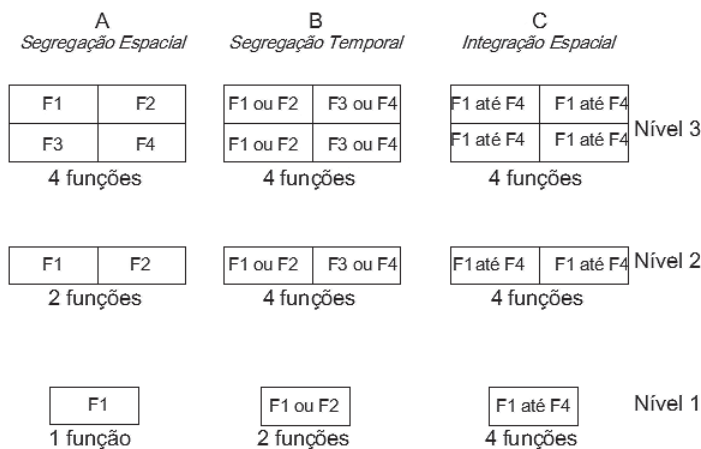 A B C
Segregação Espacial Segregação Temporal Integração Espacial
F1 F2 F1 ou F2 F3 ou F4 F1 até F4 F1 até F4
Nível 3
F3 F4 F1 ou F2 F3 ou F4 F1 até F4 F1 até F4
4 funções 4 funções 4 funções
F1 F2 F1 ou F2 F3 ou F4 F1até F4 F1 até F4 Nível 2
2 funções 4 funções 4 funções
F1 F1 ou F2 F1 até F4 Nível 1
1 função 2 funções 4 funções